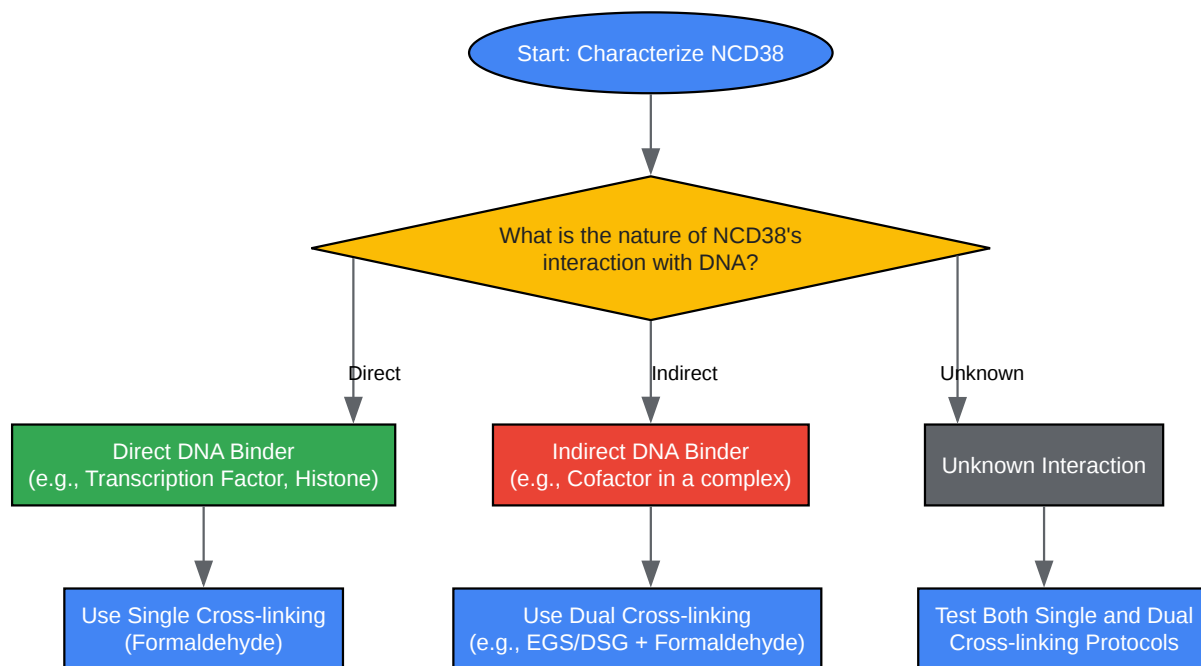 Start: Characterize NCD38
What is the nature of NCD38's
interaction with DNA?
Direct
Indirect
Unknown
Direct DNA Binder
(e.g., Transcription Factor, Histone)
Indirect DNA Binder
(e.g., Cofactor in a complex)
Unknown Interaction
Use Single Cross-linking
(Formaldehyde)
Use Dual Cross-linking
(e.g., EGS/DSG + Formaldehyde)
Test Both Single and Dual
Cross-linking Protocols